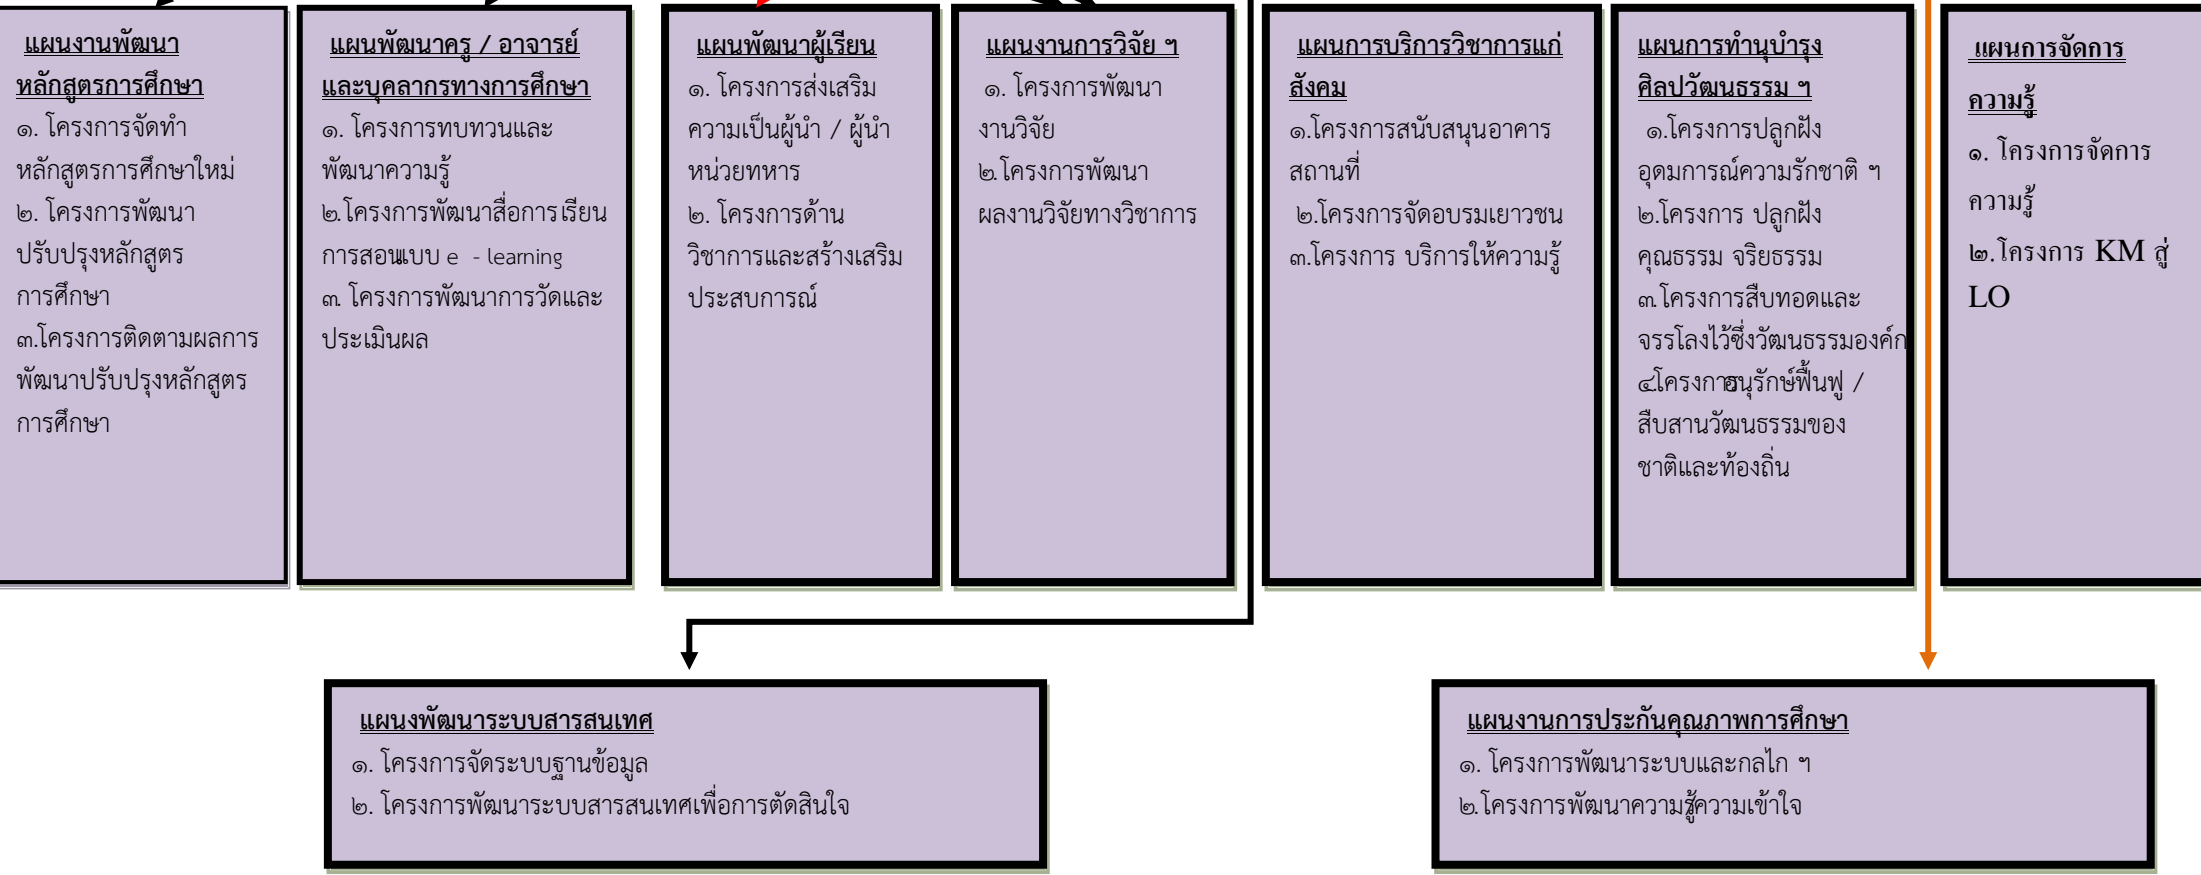 แผนงานพัฒนา
หลักสูตรการศึกษา
๑. โครงการจัดทำ
หลักสูตรการศึกษาใหม่
๒. โครงการพัฒนา
ปรับปรุงหลักสูตร
การศึกษา
๓.โครงการติดตามผลการ
พัฒนาปรับปรุงหลักสูตร
การศึกษา
แผนพัฒนาครู / อาจารย์
และบุคลากรทางการศึกษา
๑. โครงการทบทวนและ
พัฒนาความรู้
๒.โครงการพัฒนาสื่อการเรียน
การสอนแบบ e - learning
๓. โครงการพัฒนาการวัดและ
ประเมินผล
แผนพัฒนาผู้เรียน
๑. โครงการส่งเสริม
ความเป็นผู้นำ / ผู้นำ
หน่วยทหาร
๒. โครงการด้าน
วิชาการและสร้างเสริม
ประสบการณ์
แผนงานการวิจัย ฯ
๑. โครงการพัฒนา
งานวิจัย
๒.โครงการพัฒนา
ผลงานวิจัยทางวิชาการ
แผนการบริการวิชาการแก่
สังคม
๑.โครงการสนับสนุนอาคาร
สถานที่
๒.โครงการจัดอบรมเยาวชน
๓.โครงการ บริการให้ความรู้
แผนการทำนุบำรุง
ศิลปวัฒนธรรม ฯ
๑.โครงการปลูกฝัง
อุดมการณ์ความรักชาติ ฯ
๒.โครงการ ปลูกฝัง
คุณธรรม จริยธรรม
๓.โครงการสืบทอดและ
จรรโลงไว้ซึ่งวัฒนธรรมองค์ก
๔.โครงการอนุรักษ์ฟื้นฟู /
สืบสานวัฒนธรรมของ
ชาติและท้องถิ่น
แผนการจัดการ
ความรู้
๑. โครงการจัดการ
ความรู้
๒.โครงการ KM สู่
LO
แผนงพัฒนาระบบสารสนเทศ
๑. โครงการจัดระบบฐานข้อมูล
๒. โครงการพัฒนาระบบสารสนเทศเพื่อการตัดสินใจ
แผนงานการประกันคุณภาพการศึกษา
๑. โครงการพัฒนาระบบและกลไก ฯ
๒.โครงการพัฒนาความรู้ความเข้าใจ